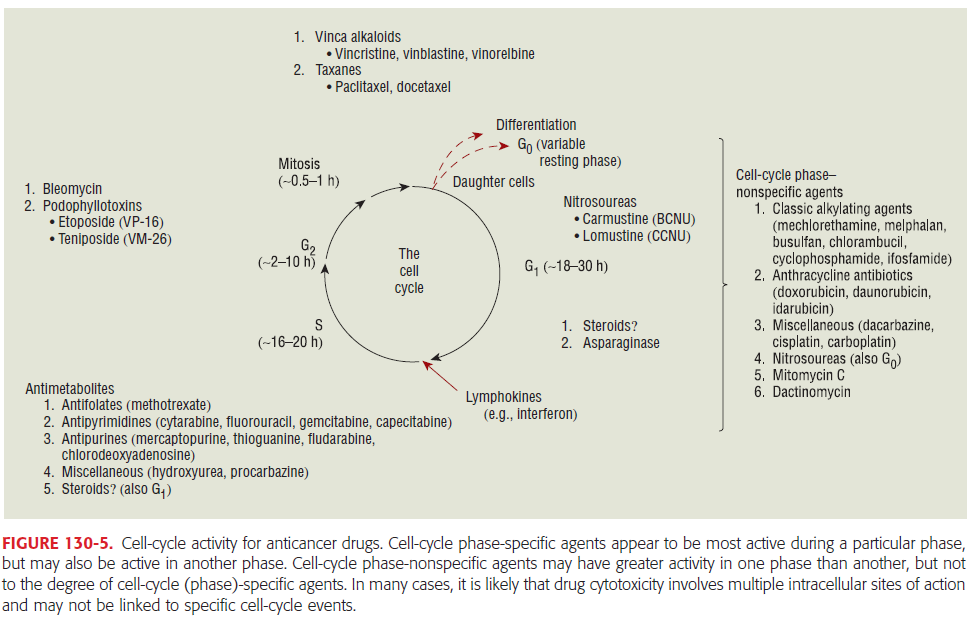 1. Vinca alkaloids
• Vincristine, vinblastine, vinorelbine
2. Taxanes
• Paclitaxel, docetaxel
Differentiation
G0 (variable
resting phase)
Daughter cells
Mitosis
(~0.5–1 h)
1. Bleomycin
2. Podophyllotoxins
• Etoposide (VP-16)
• Teniposide (VM-26)
G2
(~2–10 h)
The
cell
cycle
Nitrosoureas
• Carmustine (BCNU)
• Lomustine (CCNU)
G1 (~18–30 h)
S
(~16–20 h)
1. Steroids?
2. Asparaginase
Lymphokines
(e.g., interferon)
Antimetabolites
1. Antifolates (methotrexate)
2. Antipyrimidines (cytarabine, fluorouracil, gemcitabine, capecitabine)
3. Antipurines (mercaptopurine, thioguanine, fludarabine,
chlorodeoxyadenosine)
4. Miscellaneous (hydroxyurea, procarbazine)
5. Steroids? (also G1)
Cell-cycle phase–
nonspecific agents
1. Classic alkylating agents
(mechlorethamine, melphalan,
busulfan, chlorambucil,
cyclophosphamide, ifosfamide)
2. Anthracycline antibiotics
(doxorubicin, daunorubicin,
idarubicin)
3. Miscellaneous (dacarbazine,
cisplatin, carboplatin)
4. Nitrosoureas (also G0)
5. Mitomycin C
6. Dactinomycin
FIGURE 130-5. Cell-cycle activity for anticancer drugs. Cell-cycle phase-specific agents appear to be most active during a particular phase,
but may also be active in another phase. Cell-cycle phase-nonspecific agents may have greater activity in one phase than another, but not
to the degree of cell-cycle (phase)-specific agents. In many cases, it is likely that drug cytotoxicity involves multiple intracellular sites of action
and may not be linked to specific cell-cycle events.